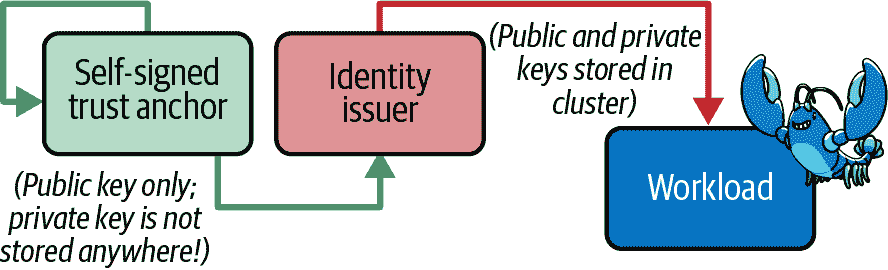 Self-signed
trust anchor
(Public key only;
private key is not
stored anywhere!)
Identity
issuer
(Public and private
keys stored in
cluster)
Workload